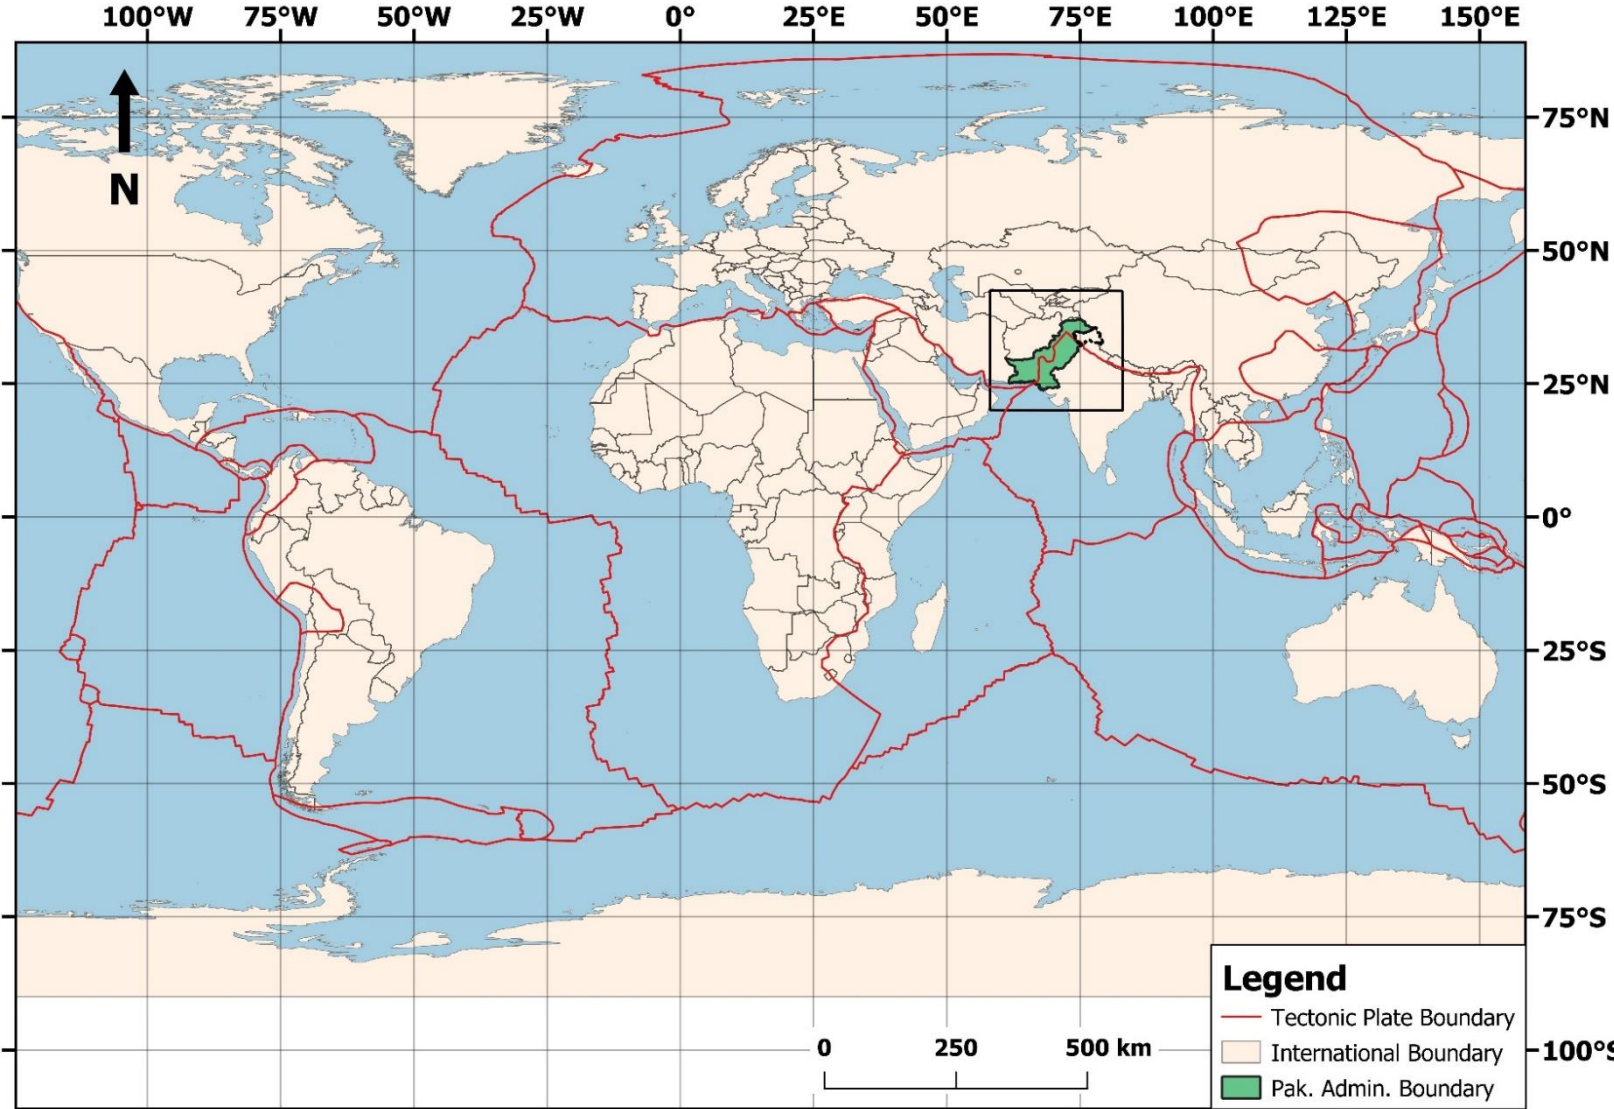 100°W 75°W 50°W 25°W 0° 25°E 50°E 75°E 100°E 125°E 150°E
N
75°N
50°N
25°N
0°
25°S
50°S
75°S
100°S
0 250 500 km
Legend
Tectonic Plate Boundary
International Boundary
Pak. Admin. Boundary